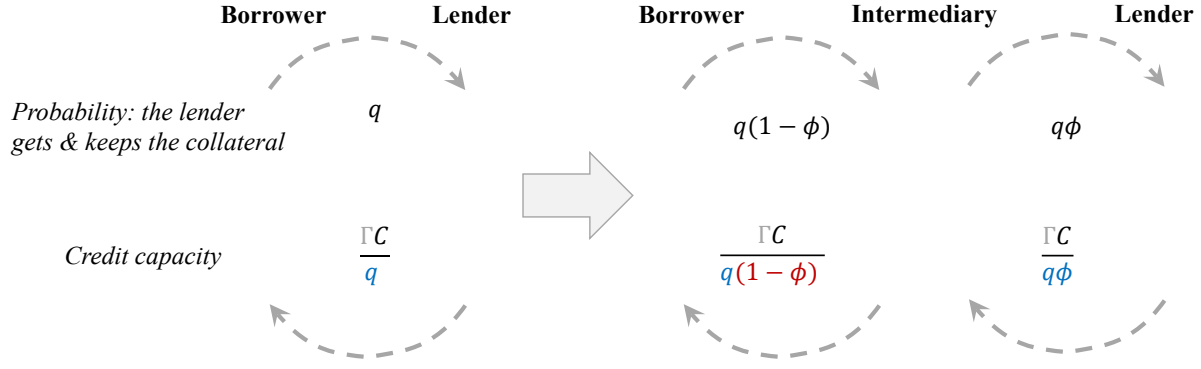 Borrower Lender Borrower Intermediary Lender
Probability: the lender
gets & keeps the collateral
q q(1 − ϕ) qϕ
Credit capacity
ΓC
q
ΓC
q(1 − ϕ)
ΓC
qϕ